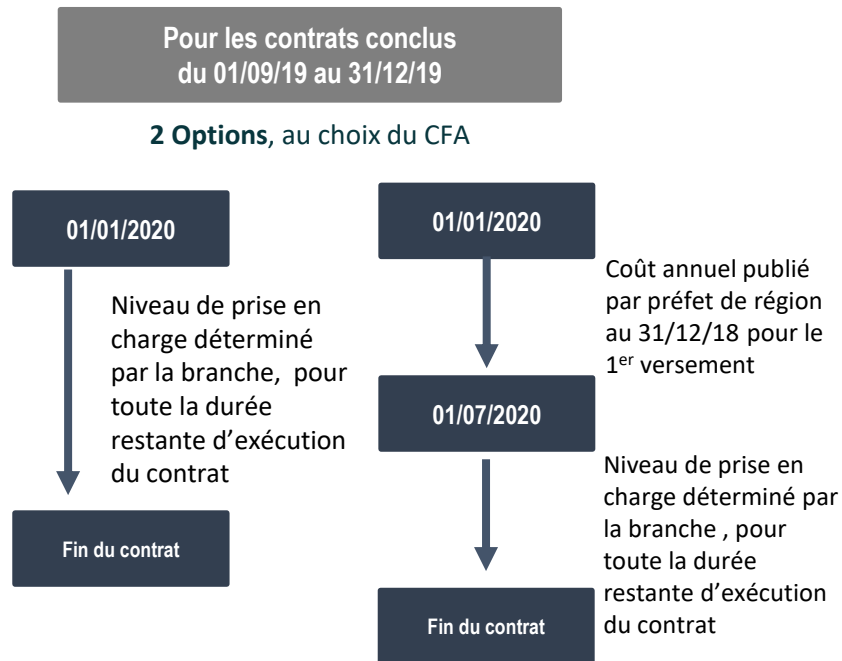 Pour les contrats conclus
du 01/09/19 au 31/12/19
2 Options, au choix du CFA
01/01/2020
Niveau de prise en
charge déterminé
par la branche, pour
toute la durée
restante d'exécution
du contrat
Fin du contrat
01/01/2020
Coût annuel publié
par préfet de région
au 31/12/18 pour le
1er versement
01/07/2020
Niveau de prise en
charge déterminé par
la branche , pour
toute la durée
restante d'exécution
du contrat
Fin du contrat